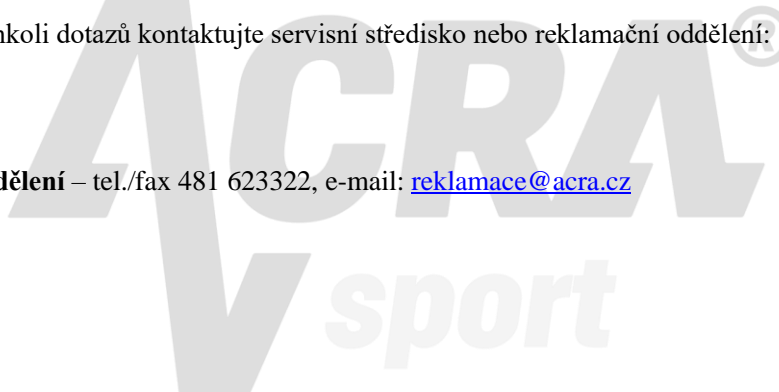 nkoli dotazů kontaktujte servisní středisko nebo reklamační oddělení:
dělení – tel./fax 481 623322, e-mail: reklamace@acra.cz
ACRA®
sport